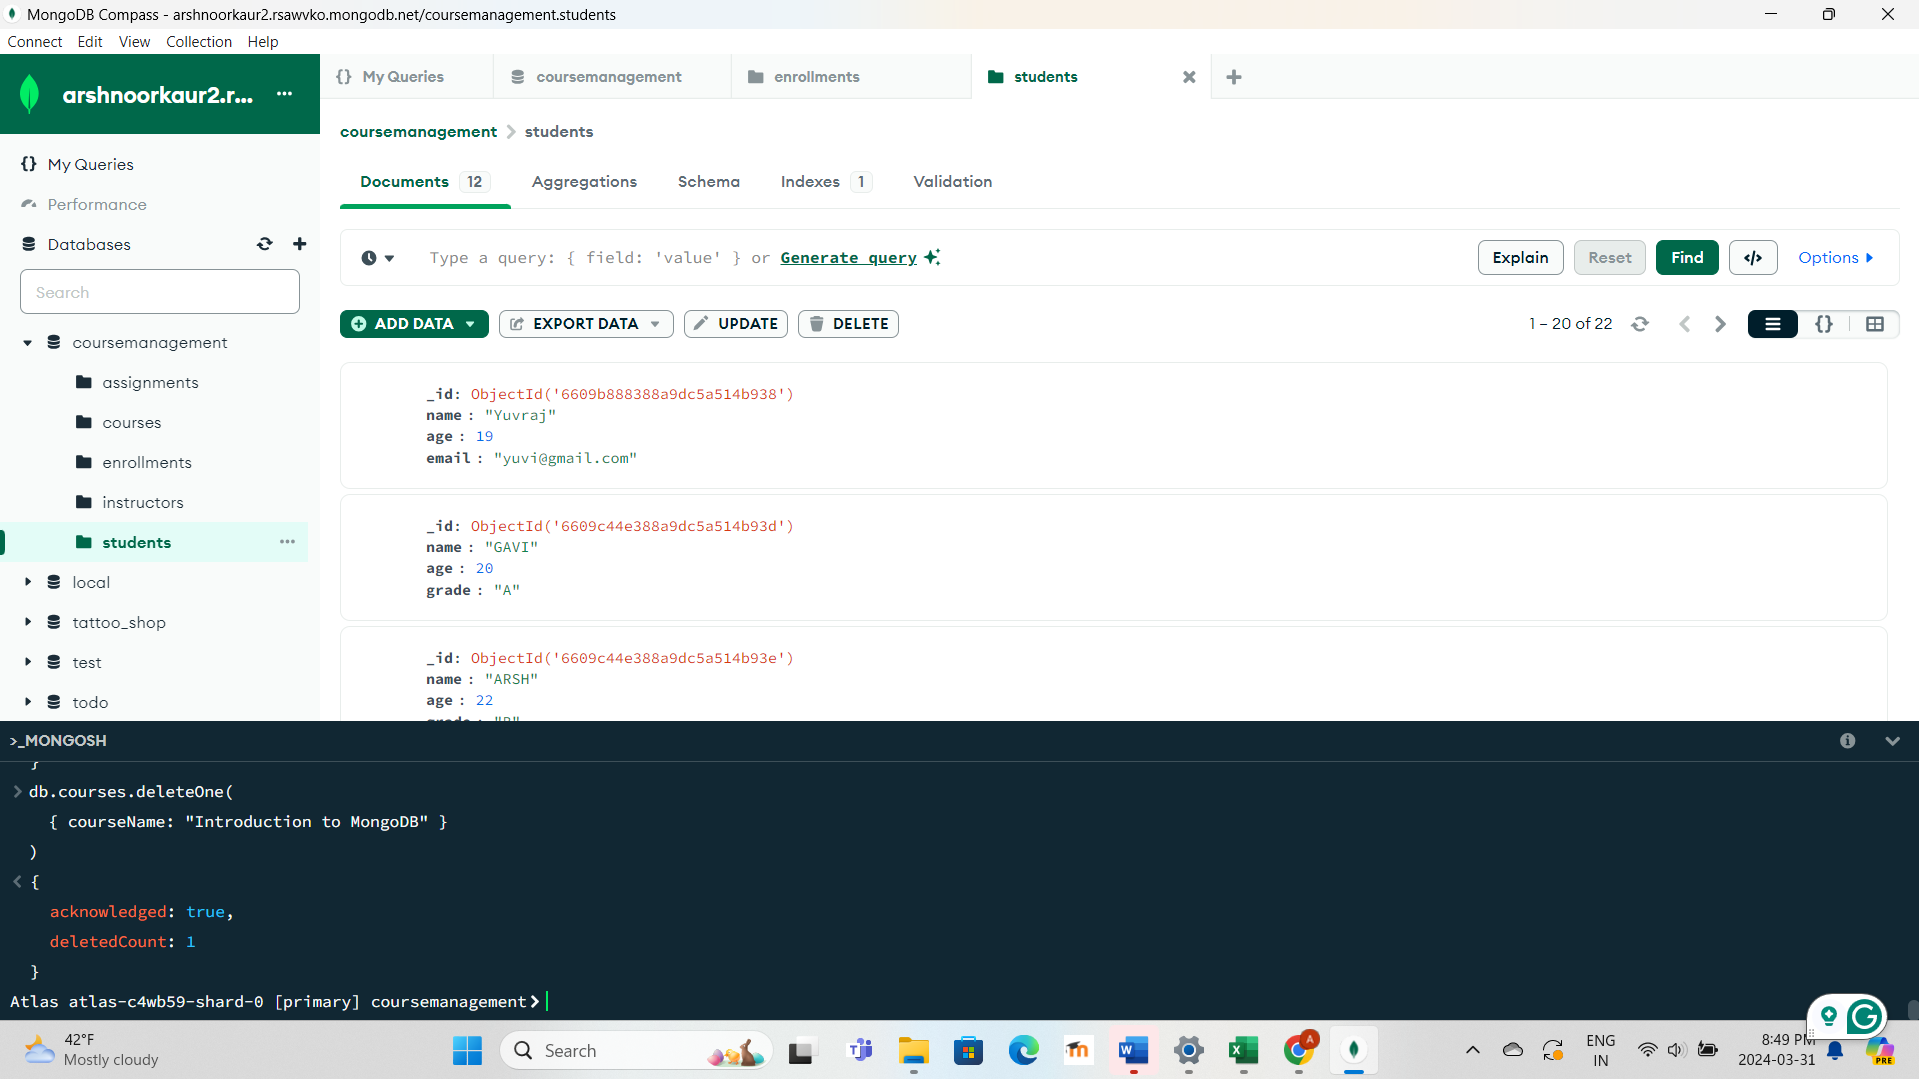 MongoDB Compass - arshnoorkaur2.rsawvko.mongodb.net/coursemanagement.students
Connect Edit View Collection Help
arshnoorkaur2.r... ...
{} My Queries
coursemanagement
enrollments
students
coursemanagement > students
My Queries
Performance
Databases
Search
coursemanagement
assignments
courses
enrollments
instructors
students
local
tattoo_shop
test
todo
Documents 12 Aggregations Schema Indexes 1 Validation
Type a query: { field: 'value' } or Generate query
Explain Reset Find </> Options
ADD DATA EXPORT DATA UPDATE DELETE
1 – 20 of 22 {}
_id: ObjectId('6609b888388a9dc5a514b938')
name : "Yuvraj"
age : 19
email : "yuvi@gmail.com"
_id: ObjectId('6609c44e388a9dc5a514b93d')
name : "GAVI"
age : 20
grade : "A"
_id: ObjectId('6609c44e388a9dc5a514b93e')
name : "ARSH"
age : 22
grade : "B"
>_MONGOSH
}
> db.courses.deleteOne(
{ courseName: "Introduction to MongoDB" }
)
< {
acknowledged: true,
deletedCount: 1
}
Atlas atlas-c4wb59-shard-0 [primary] coursemanagement>
42°F
Mostly cloudy
Search
ENG
IN
8:49 PM
2024-03-31
PRE